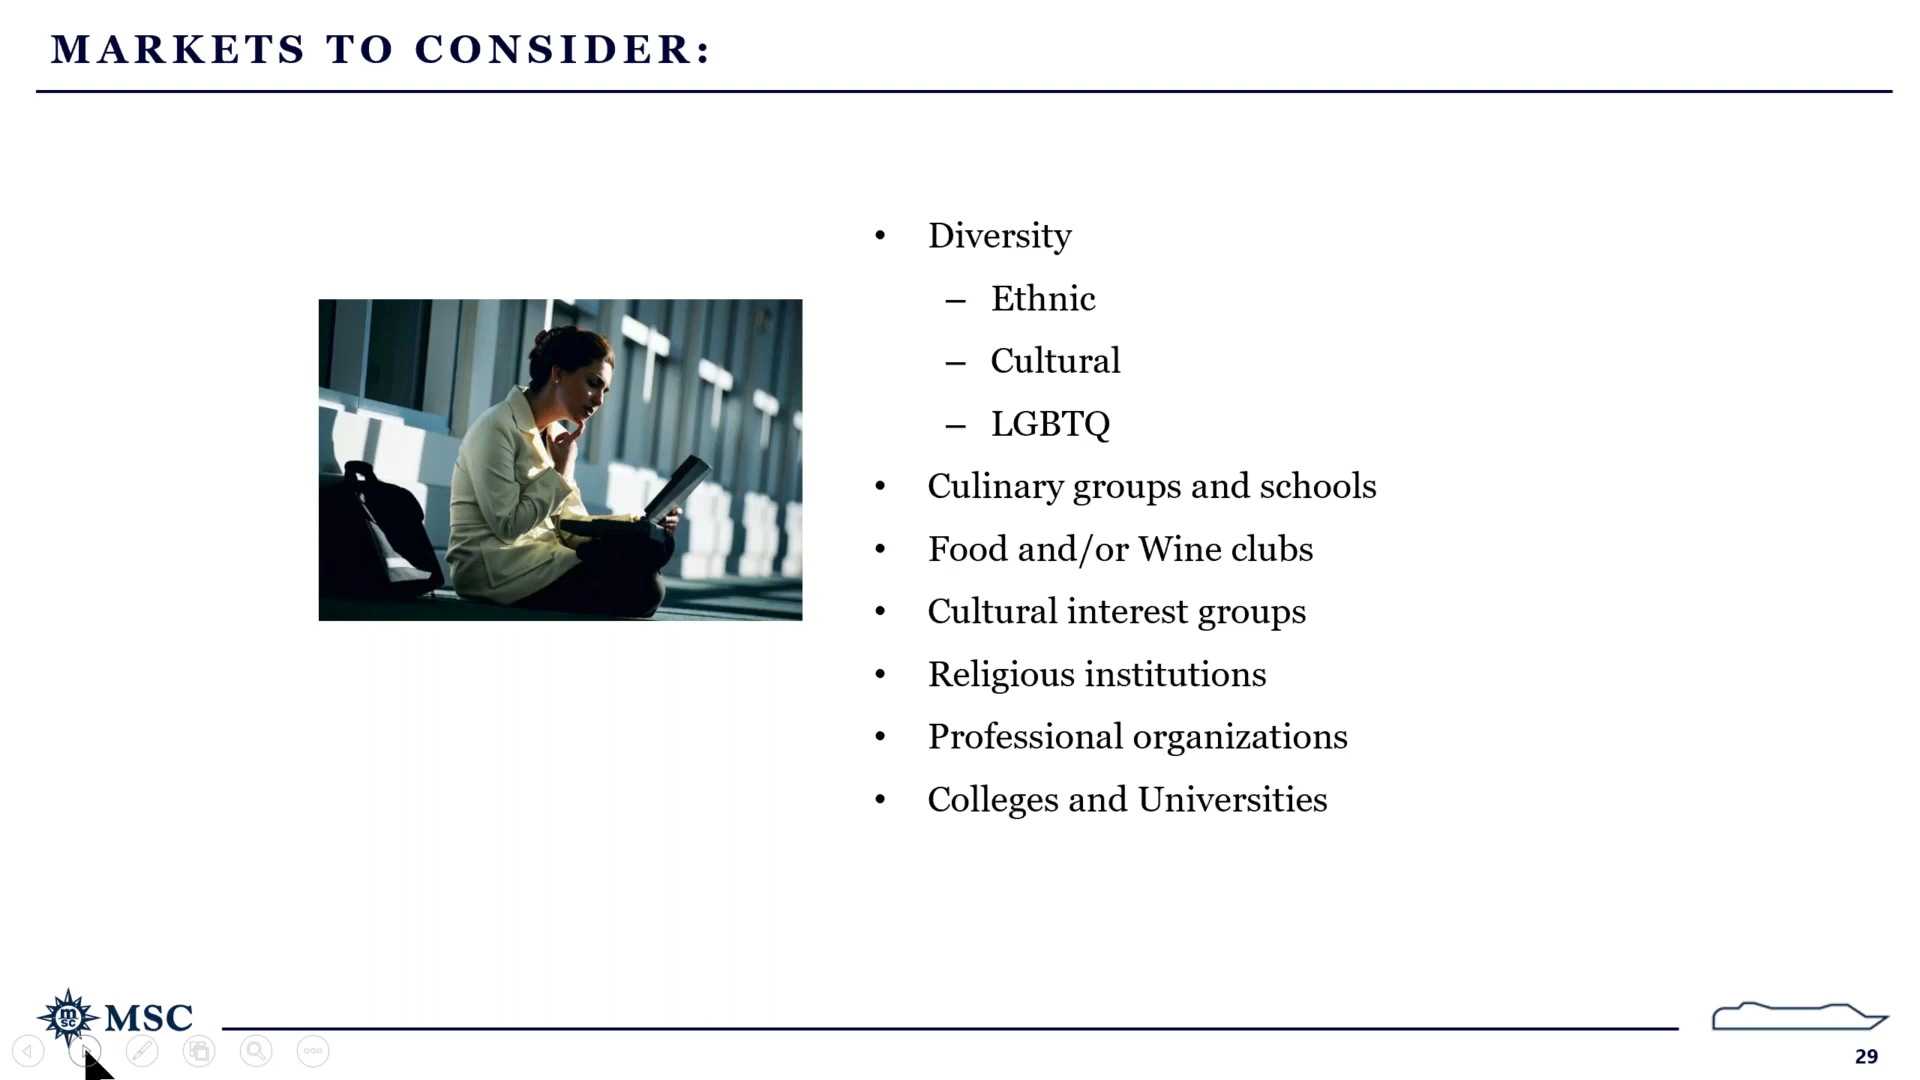 MARKETS TO CONSIDER:
• Diversity
– Ethnic
– Cultural
– LGBTQ
• Culinary groups and schools
• Food and/or Wine clubs
• Cultural interest groups
• Religious institutions
• Professional organizations
• Colleges and Universities
m
sc
MSC
29